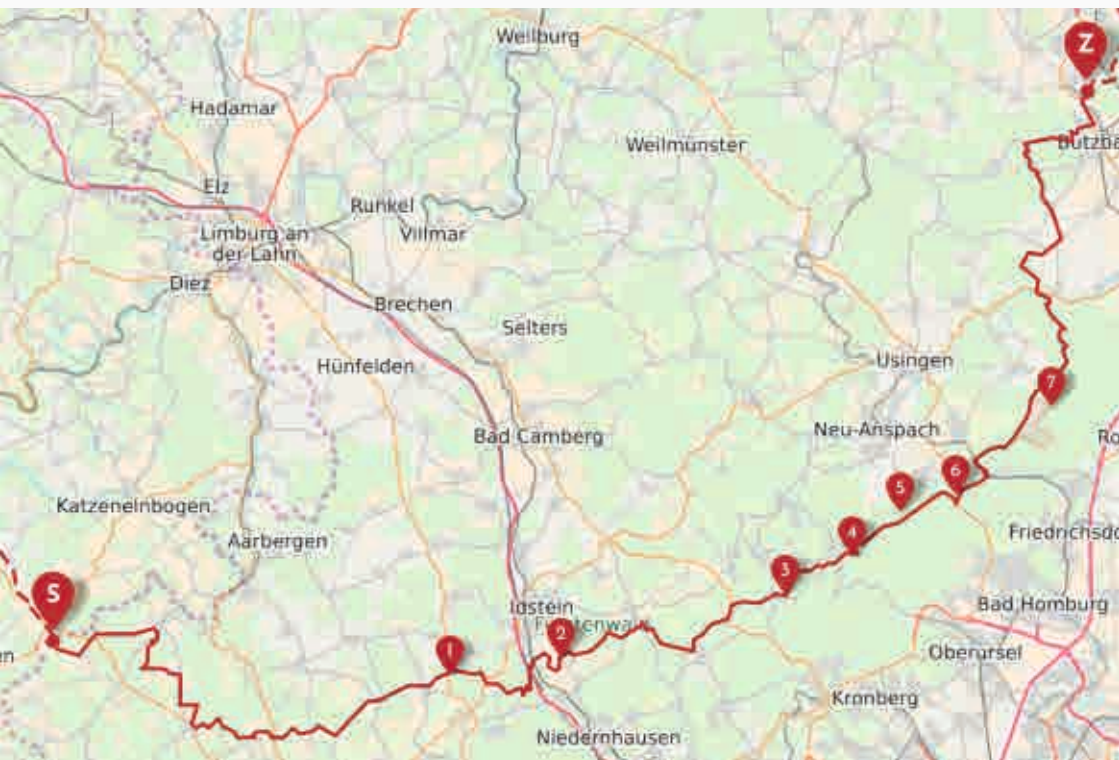 Weilburg
Z
Hadamar
Weilmünster
Butzba
Elz
Runkel
Limburg an
der Lahn
Villmar
Diez
Brechen
Selters
Hünfelden
Usingen
7
Neu-Anspach
Bad Camberg
Ro
6
5
Katzenelnbogen
Aarbergen
4
Friedrichsdo
3
S
Idstein
Bad Homburg
2
1
en
Oberursel
Kronberg
Niedernhausen